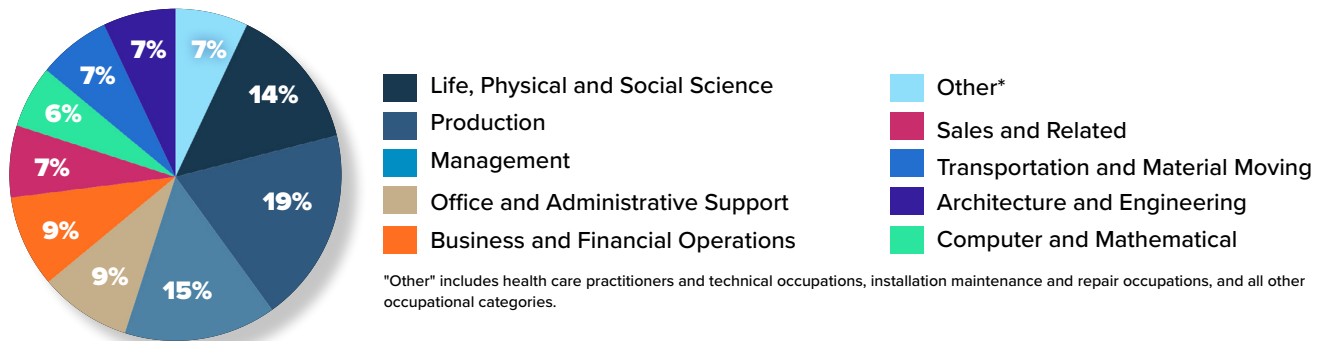 7%
7%
14%
7%
6%
7%
19%
9%
9%
15%
Life, Physical and Social Science
Production
Management
Office and Administrative Support
Business and Financial Operations
Other*
Sales and Related
Transportation and Material Moving
Architecture and Engineering
Computer and Mathematical
"Other" includes health care practitioners and technical occupations, installation maintenance and repair occupations, and all other
occupational categories.